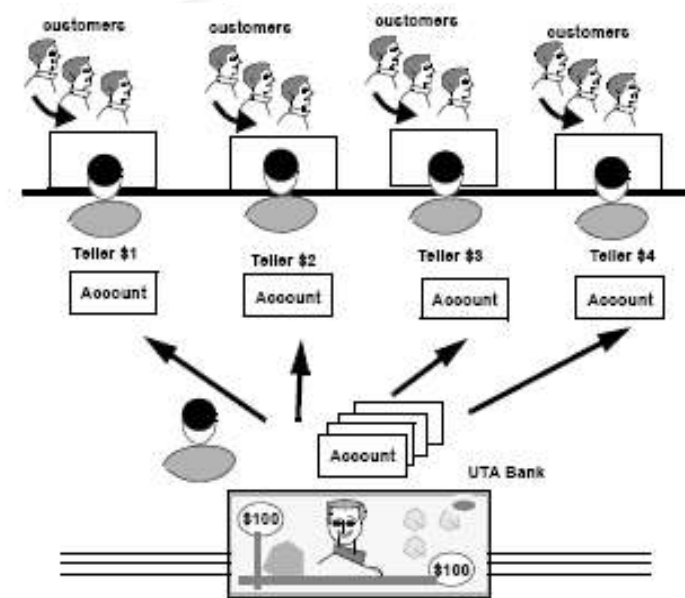 customers
customers
customers
customers
Teller $1
Teller $2
Teller $3
Teller $4
Account
Account
Account
Account
Account
UTA Bank
$100
$100